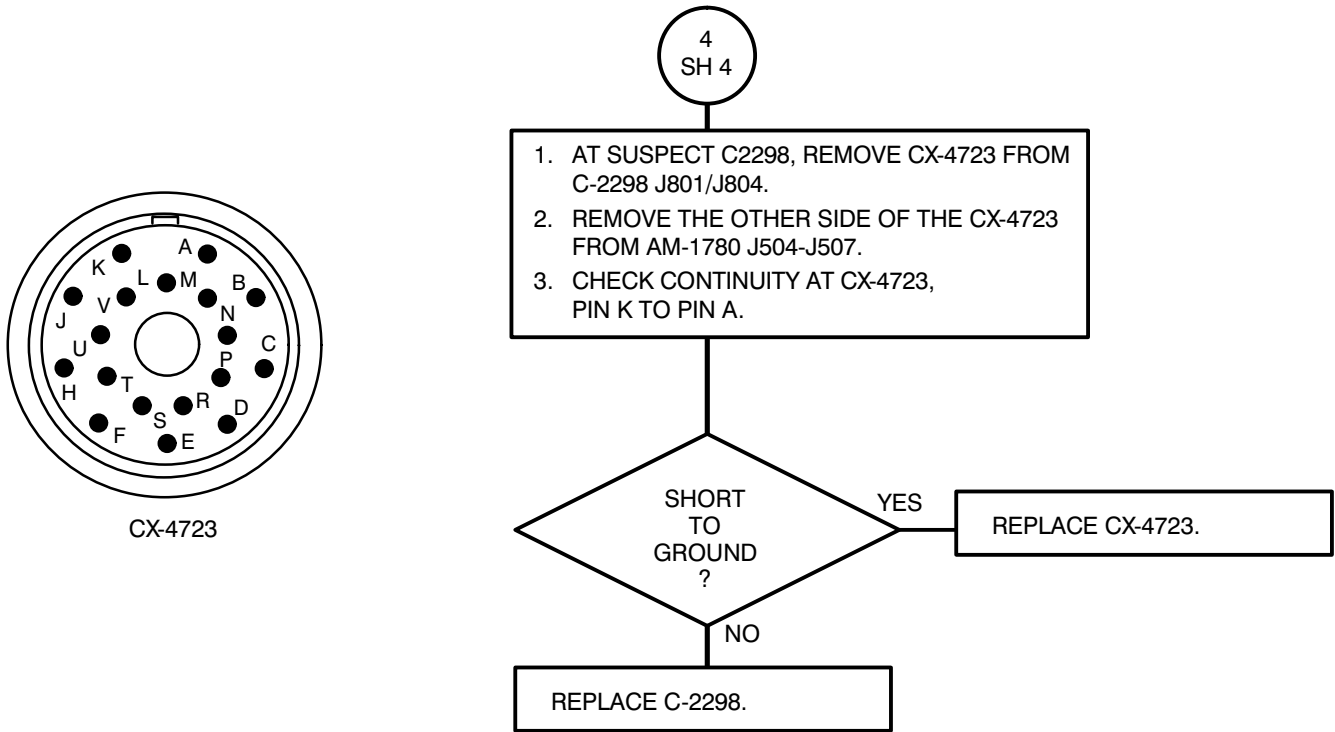 4
SH 4
1. AT SUSPECT C2298, REMOVE CX-4723 FROM
C-2298 J801/J804.
2. REMOVE THE OTHER SIDE OF THE CX-4723
FROM AM-1780 J504-J507.
3. CHECK CONTINUITY AT CX-4723,
PIN K TO PIN A.
K
A
L
M
B
J
V
N
U
C
P
H
T
R
D
F
S
E
CX-4723
SHORT
TO
GROUND
?
YES
REPLACE CX-4723.
NO
REPLACE C-2298.